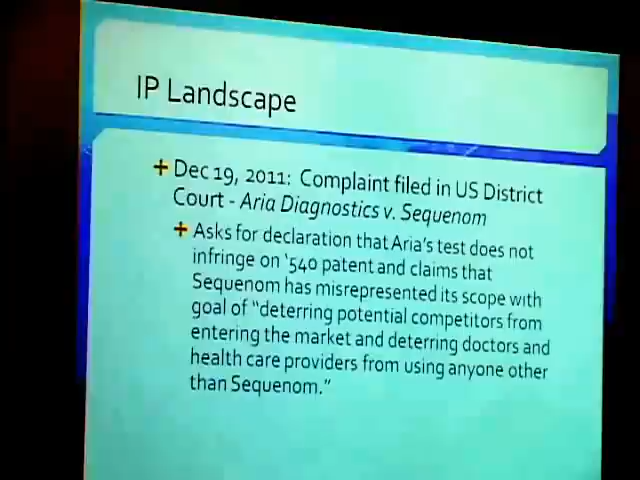 IP Landscape
Dec 19, 2011: Complaint filed in US District
Court - Aria Diagnostics v. Sequenom
Asks for declaration that Aria's test does not
infringe on '540 patent and claims that
Sequenom has misrepresented its scope with
goal of "deterring potential competitors from
entering the market and deterring doctors and
health care providers from using anyone other
than Sequenom."